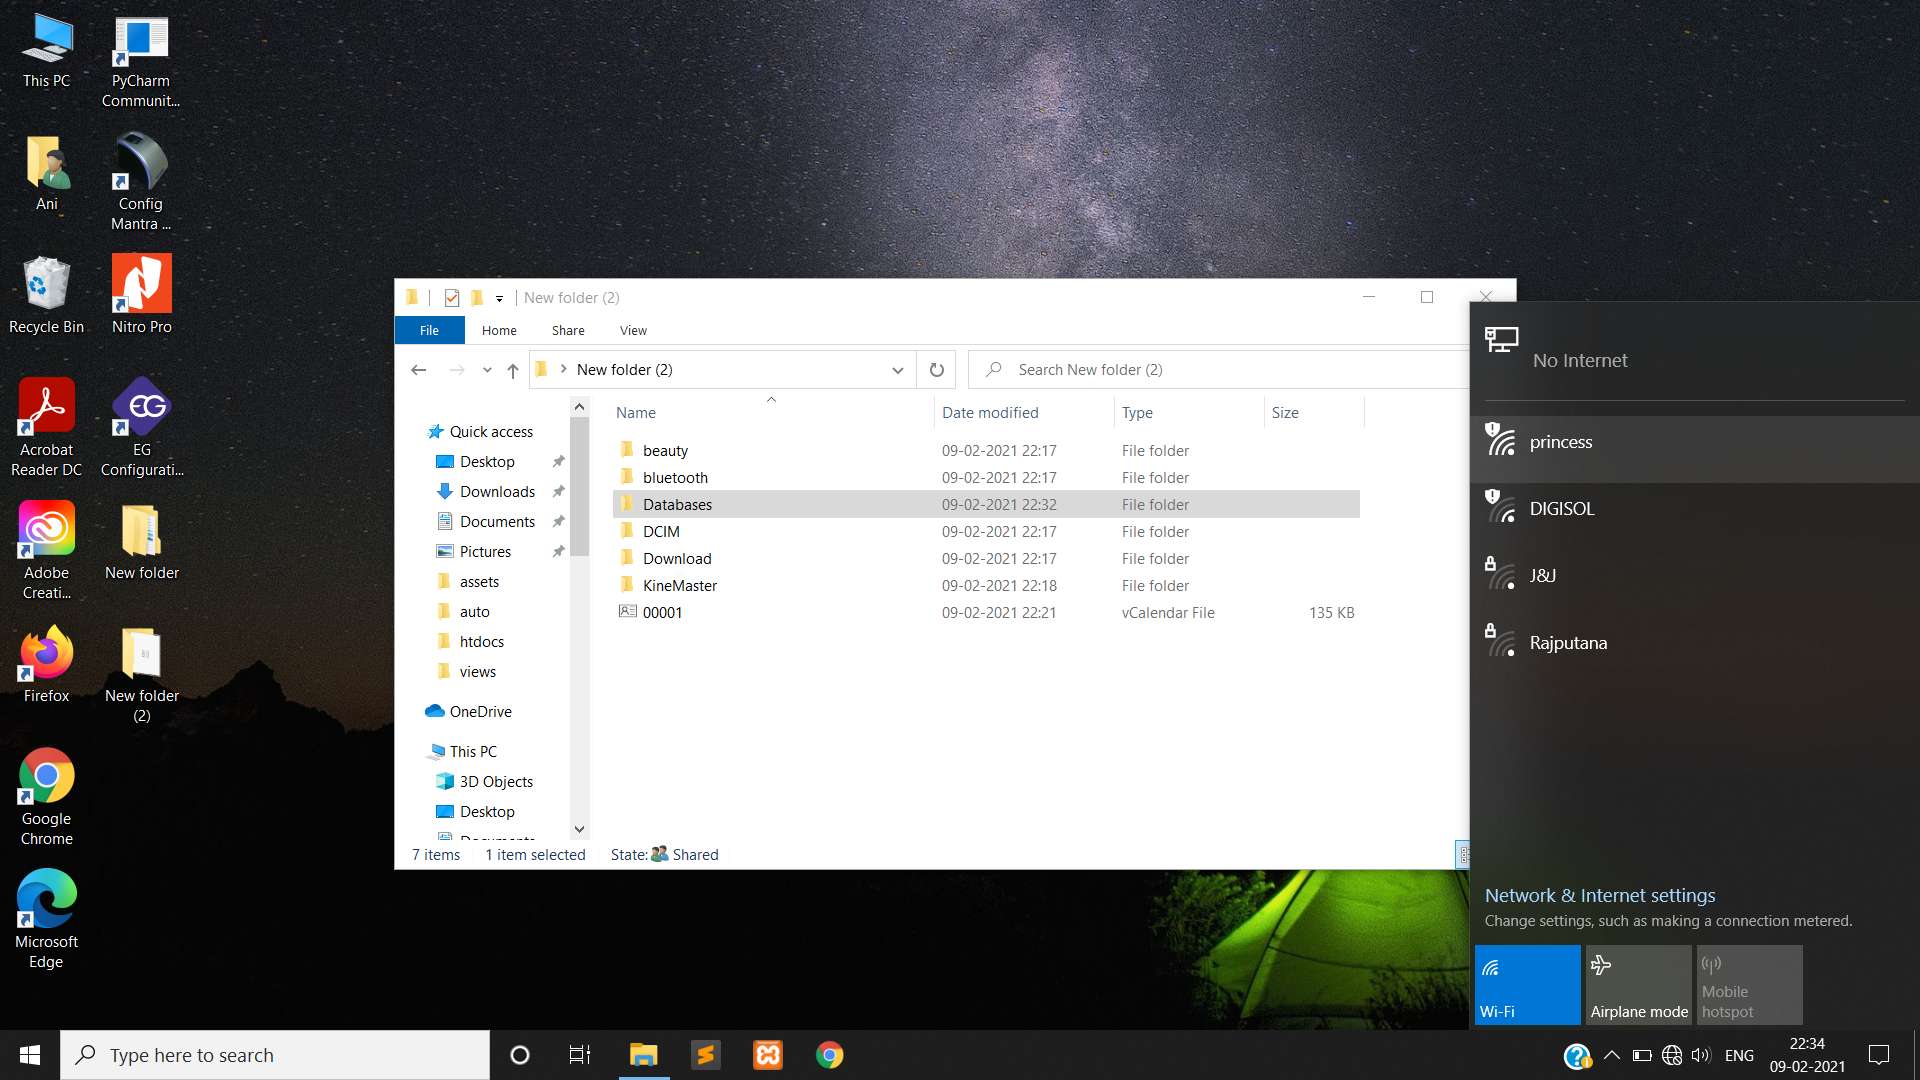 This PC
PyCharm
Communit...
Ani
Config
Mantra ...
Recycle Bin
Nitro Pro
Acrobat
Reader DC
EG
Configurati...
Adobe
Creati...
New folder
Firefox
New folder
(2)
Google
Chrome
Microsoft
Edge
New folder (2)
File
Home
Share
View
New folder (2)
Search New folder (2)
Quick access
Desktop
Downloads
Documents
Pictures
assets
auto
htdocs
views
OneDrive
This PC
3D Objects
Desktop
Documents
Name Date modified Type Size
beauty 09-02-2021 22:17 File folder
bluetooth 09-02-2021 22:17 File folder
Databases 09-02-2021 22:32 File folder
DCIM 09-02-2021 22:17 File folder
Download 09-02-2021 22:17 File folder
KineMaster 09-02-2021 22:18 File folder
00001 09-02-2021 22:21 vCalendar File 135 KB
7 items 1 item selected State: Shared
No Internet
princess
DIGISOL
J&J
Rajputana
Network & Internet settings
Change settings, such as making a connection metered.
Wi-Fi
Airplane mode
Mobile
hotspot
Type here to search
ENG
22:34
09-02-2021